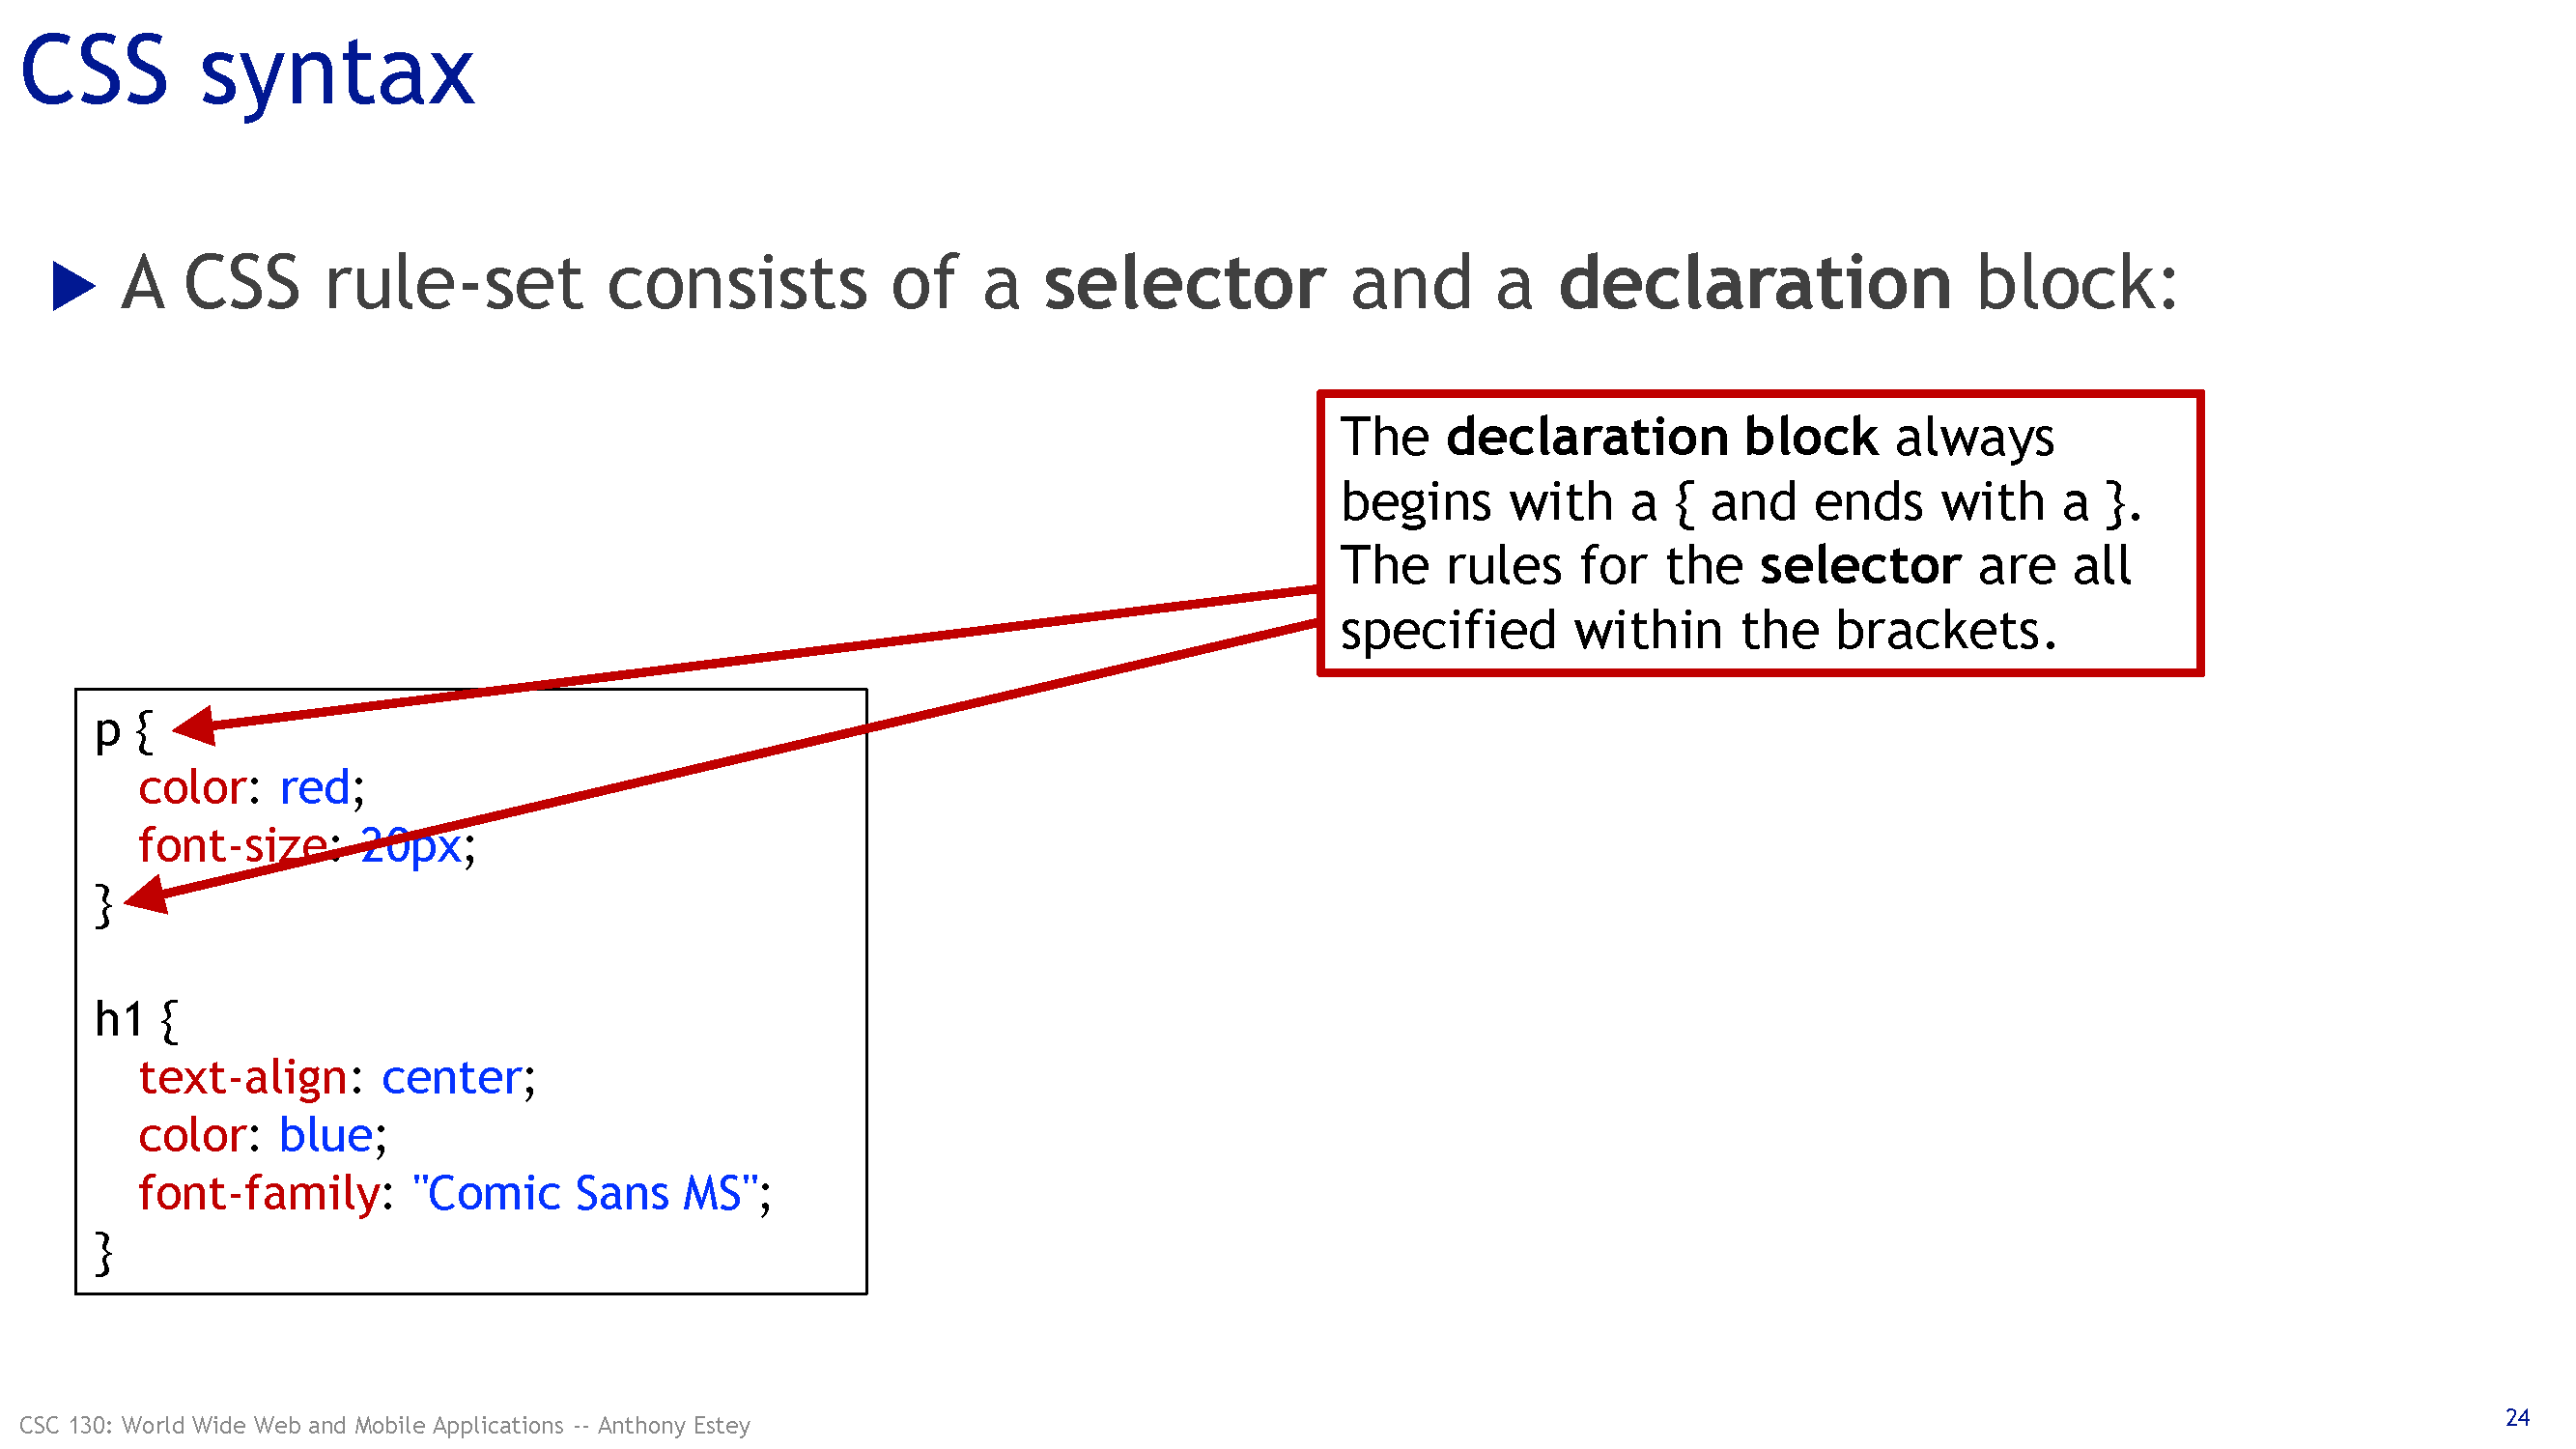 CSS syntax
A CSS rule-set consists of a selector and a declaration block:
The declaration block always
begins with a { and ends with a }.
The rules for the selector are all
specified within the brackets.
p {
color: red;
font-size: 20px;
}
h1 {
text-align: center;
color: blue;
font-family: "Comic Sans MS";
}
CSC 130: World Wide Web and Mobile Applications -- Anthony Estey
24